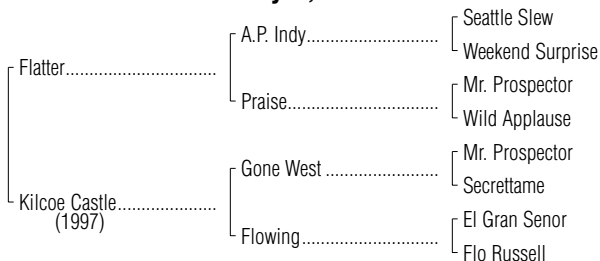 Seattle Slew
A.P. Indy
Weekend Surprise
Flatter
Mr. Prospector
Praise
Wild Applause
Mr. Prospector
Gone West
Secrettame
Kilcoe Castle
(1997)
El Gran Senor
Flowing
Flo Russell